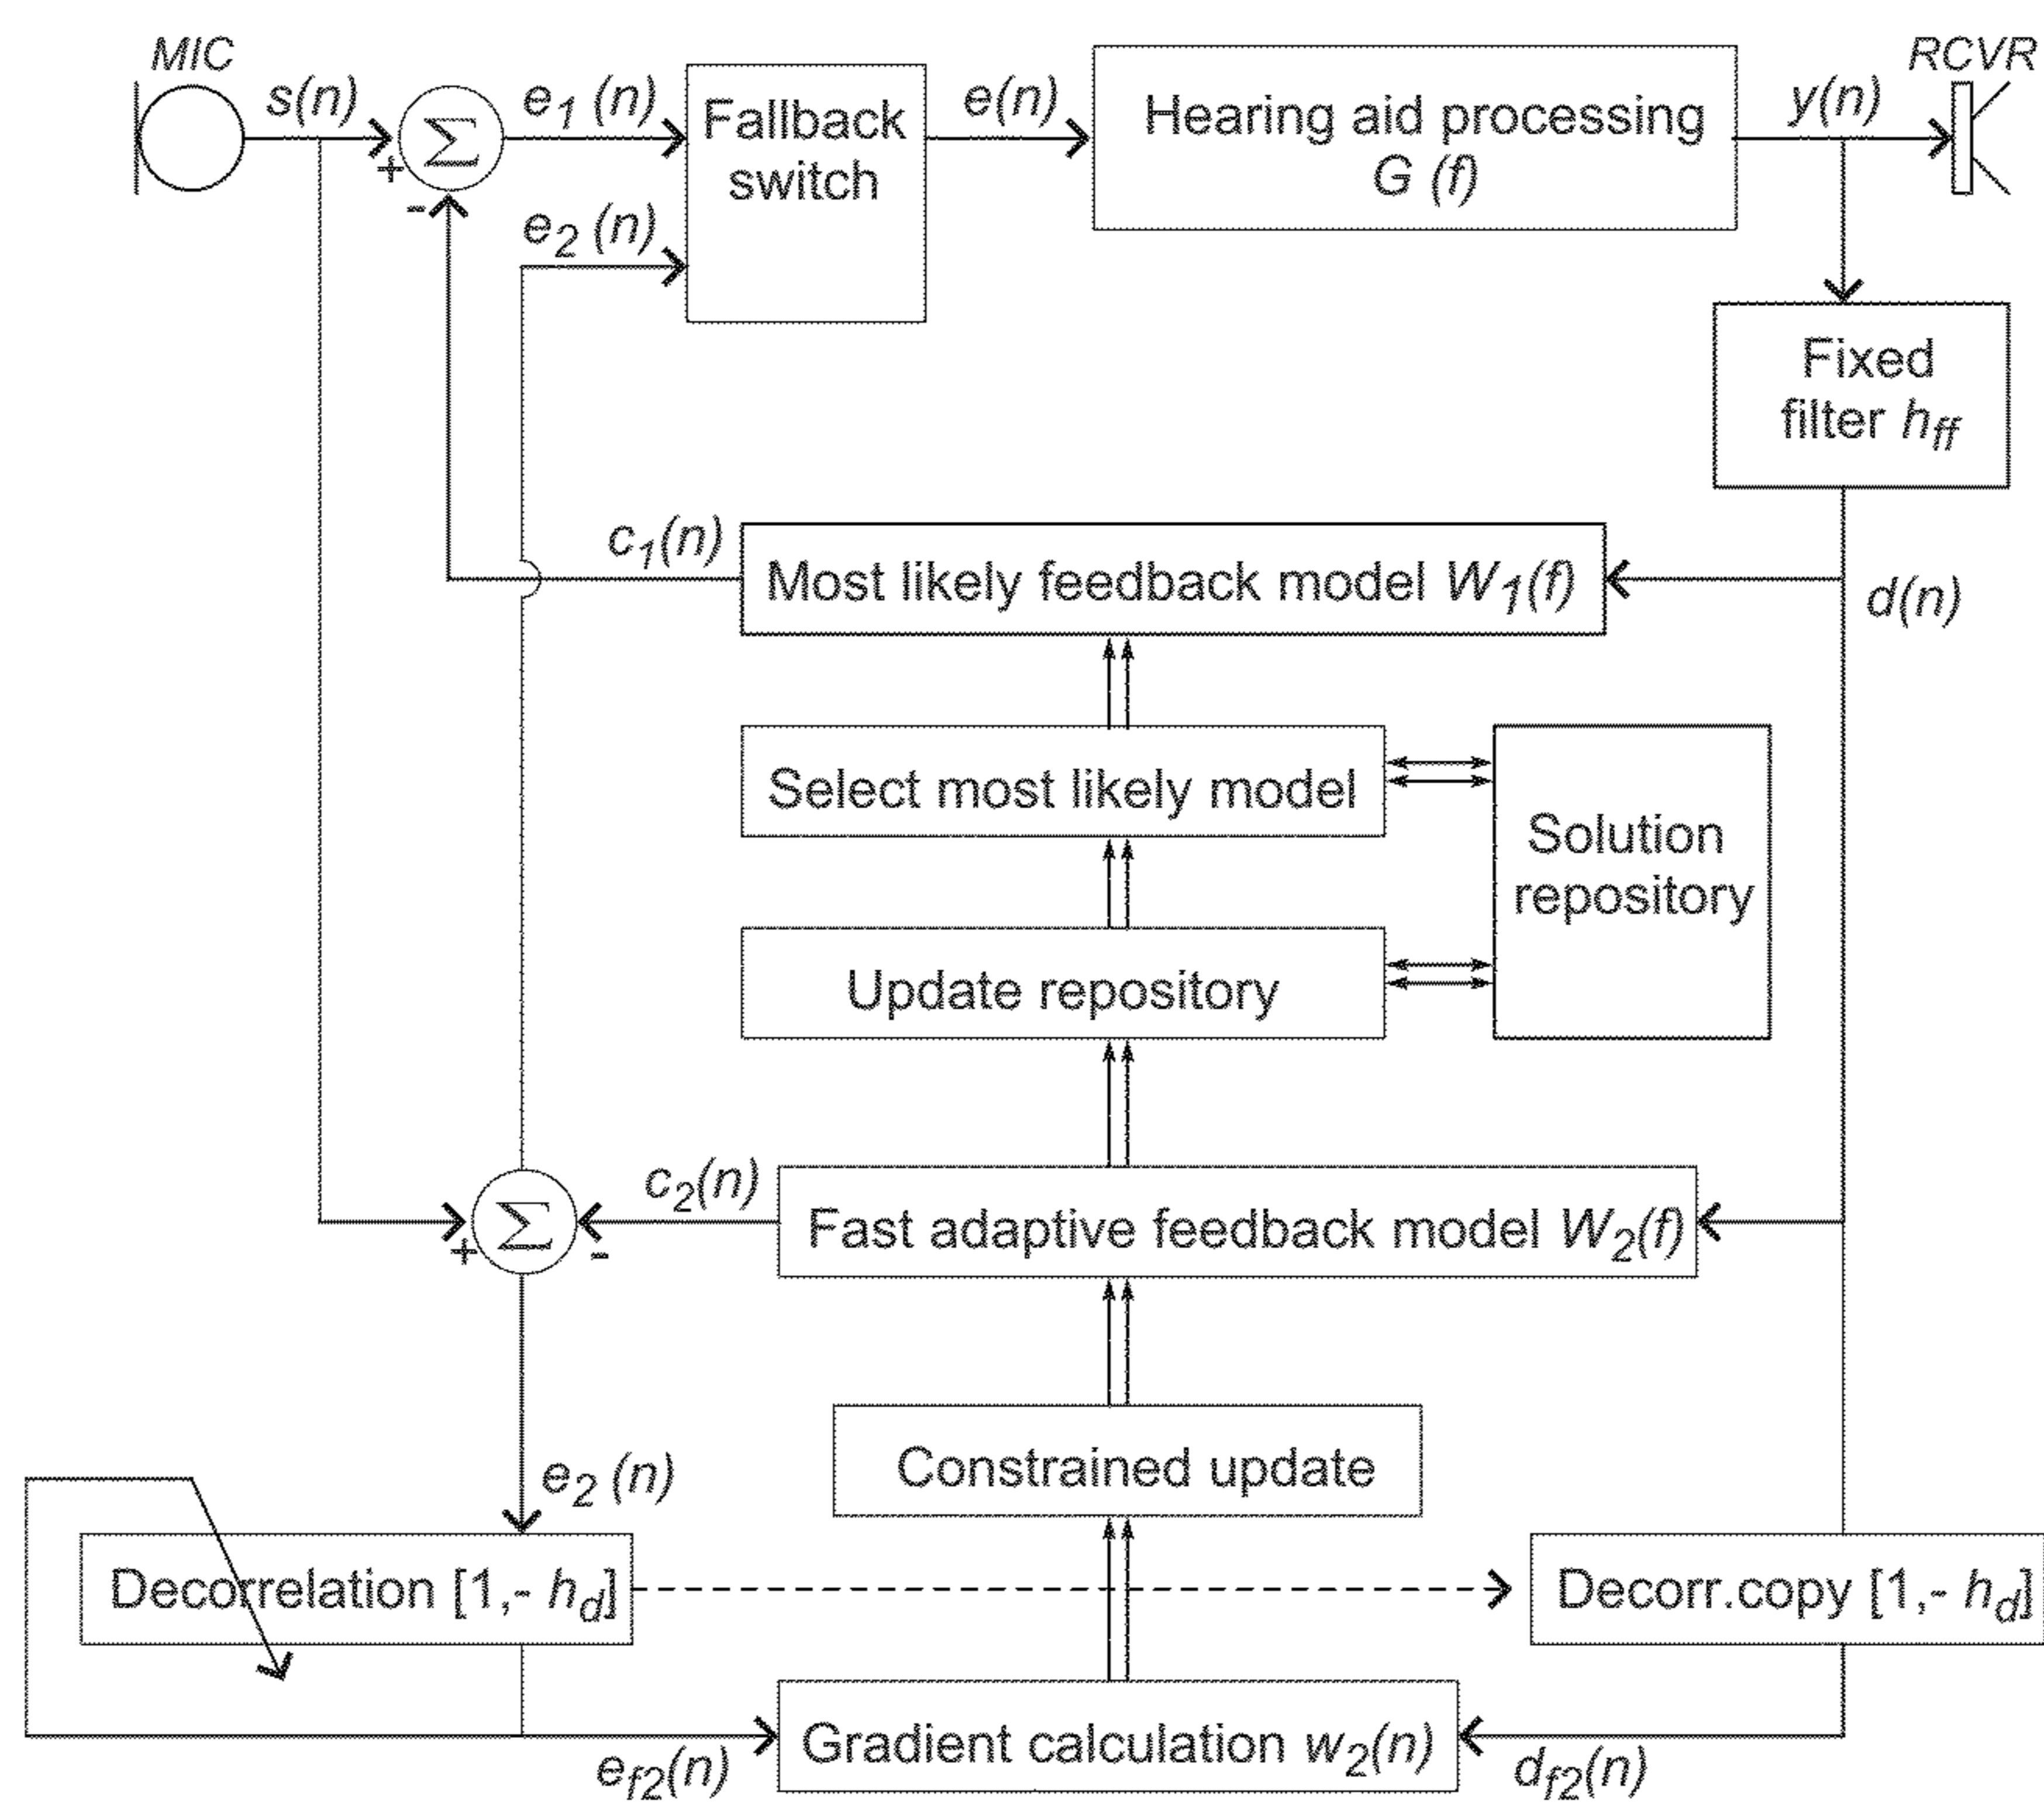 MIC
s(n)
+
-
Σ
e1 (n)
e2 (n)
Fallback
switch
e(n)
Hearing aid processing
G (f)
y(n)
RCVR
Fixed
filter hff
c1(n)
Most likely feedback model W1(f)
d(n)
Select most likely model
Solution
repository
Update repository
Σ
+
-
c2(n)
Fast adaptive feedback model W2(f)
Constrained update
e2 (n)
Decorrelation [1,- hd]
Decorr.copy [1,- hd]
ef2(n)
Gradient calculation w2(n)
df2(n)